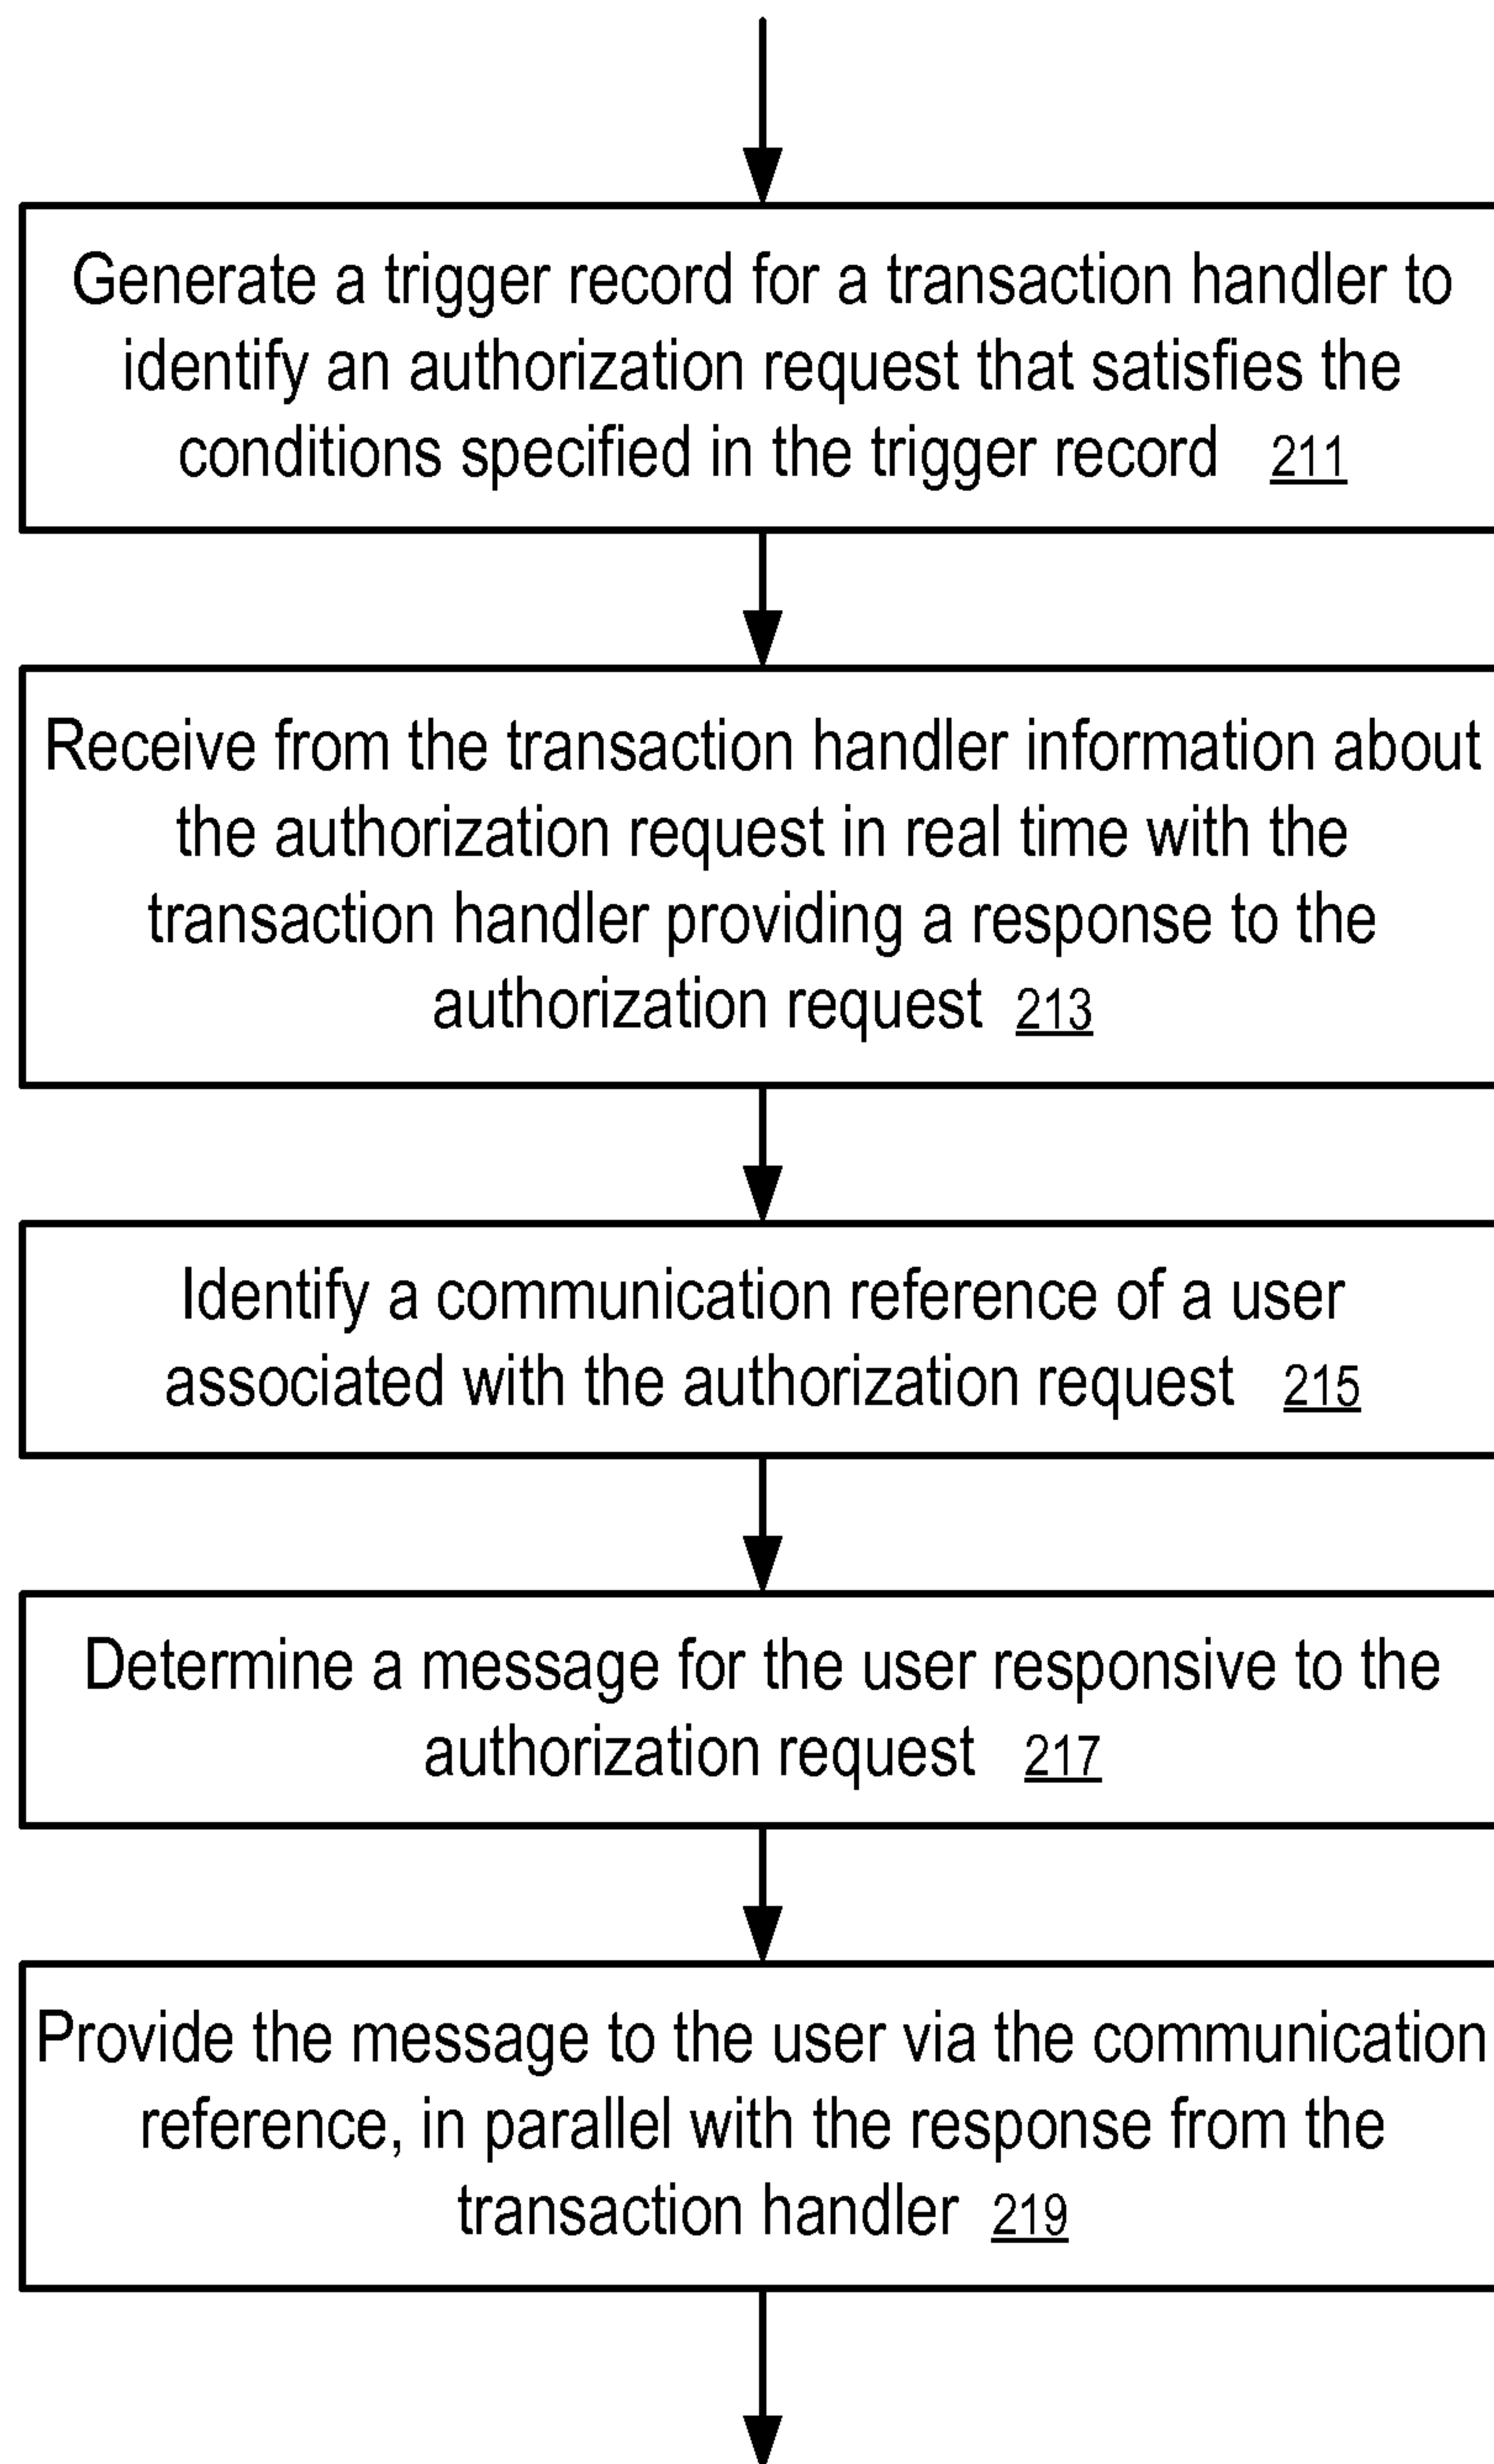 Generate a trigger record for a transaction handler to
identify an authorization request that satisfies the
conditions specified in the trigger record 211
Receive from the transaction handler information about
the authorization request in real time with the
transaction handler providing a response to the
authorization request 213
Identify a communication reference of a user
associated with the authorization request 215
Determine a message for the user responsive to the
authorization request 217
Provide the message to the user via the communication
reference, in parallel with the response from the
transaction handler 219